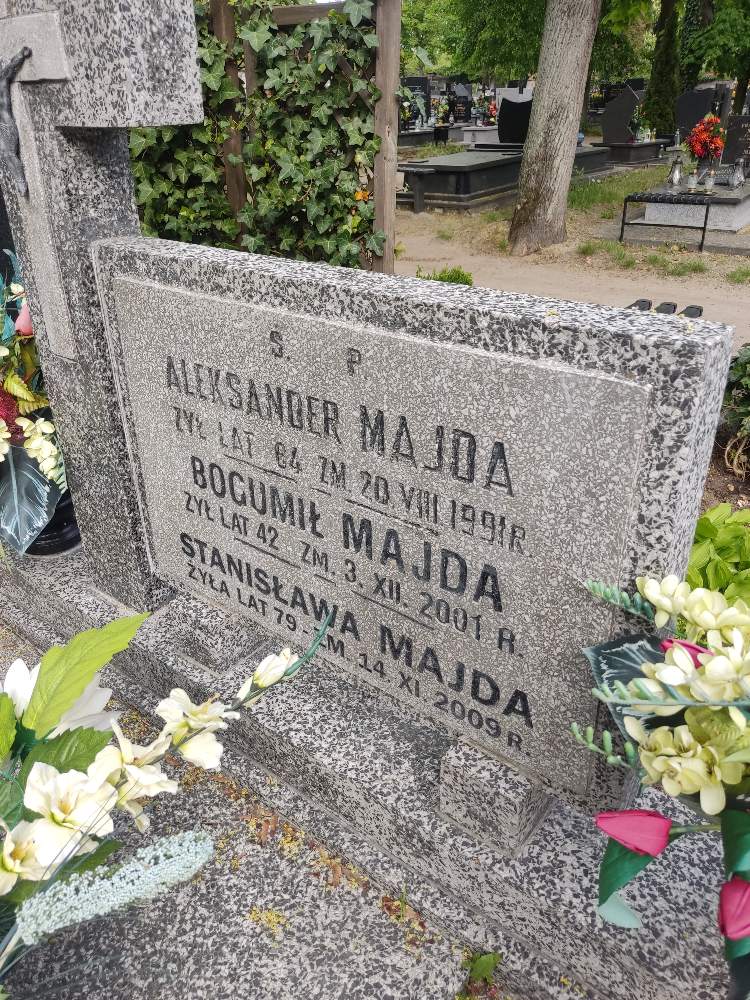 S. P.
ALEKSANDER MAJDA
ŻYŁ LAT 64 ZM. 20. VIII 1991 R.
BOGUMIŁ MAJDA
ŻYŁ LAT 42 ZM. 3. XII. 2001 R.
STANISŁAWA MAJDA
ŻYŁA LAT 79 - ZM 14. XI. 2009 R.